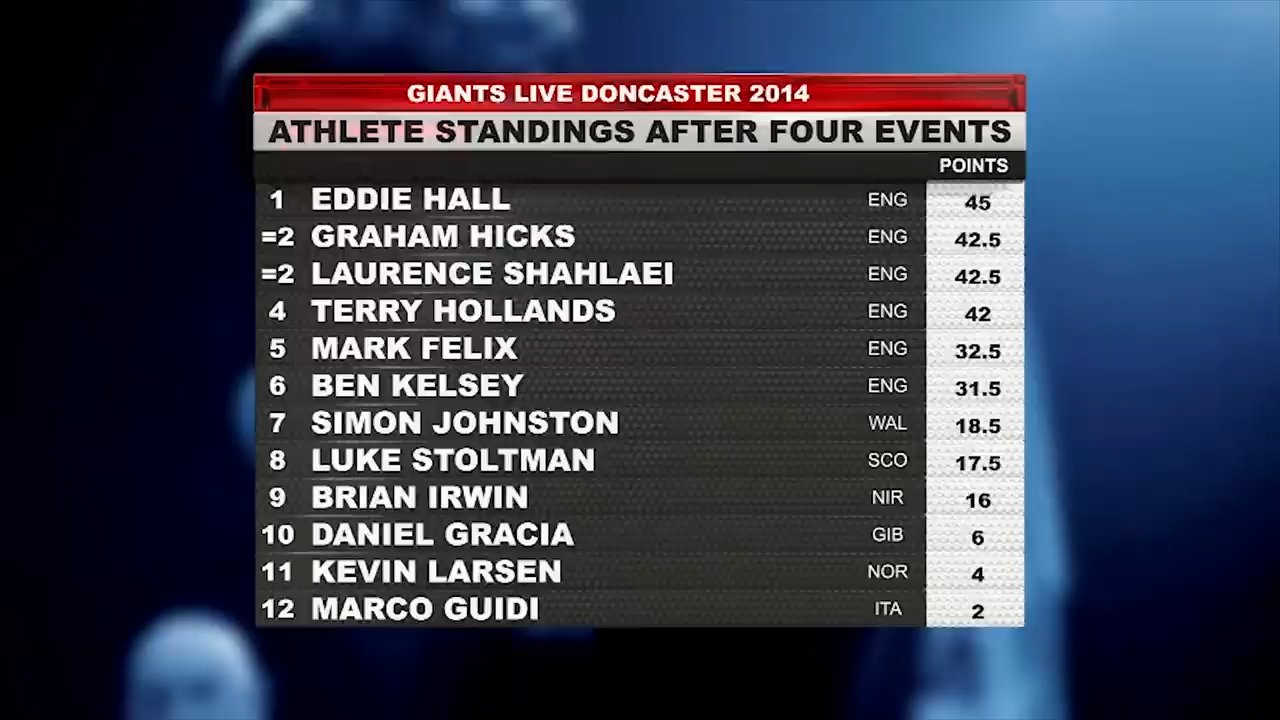 GIANTS LIVE DONCASTER 2014
ATHLETE STANDINGS AFTER FOUR EVENTS
POINTS
1 EDDIE HALL ENG 45
=2 GRAHAM HICKS ENG 42.5
=2 LAURENCE SHAHLAEI ENG 42.5
4 TERRY HOLLANDS ENG 42
5 MARK FELIX ENG 32.5
6 BEN KELSEY ENG 31.5
7 SIMON JOHNSTON WAL 18.5
8 LUKE STOLTMAN SCO 17.5
9 BRIAN IRWIN NIR 16
10 DANIEL GRACIA GIB 6
11 KEVIN LARSEN NOR 4
12 MARCO GUIDI ITA 2